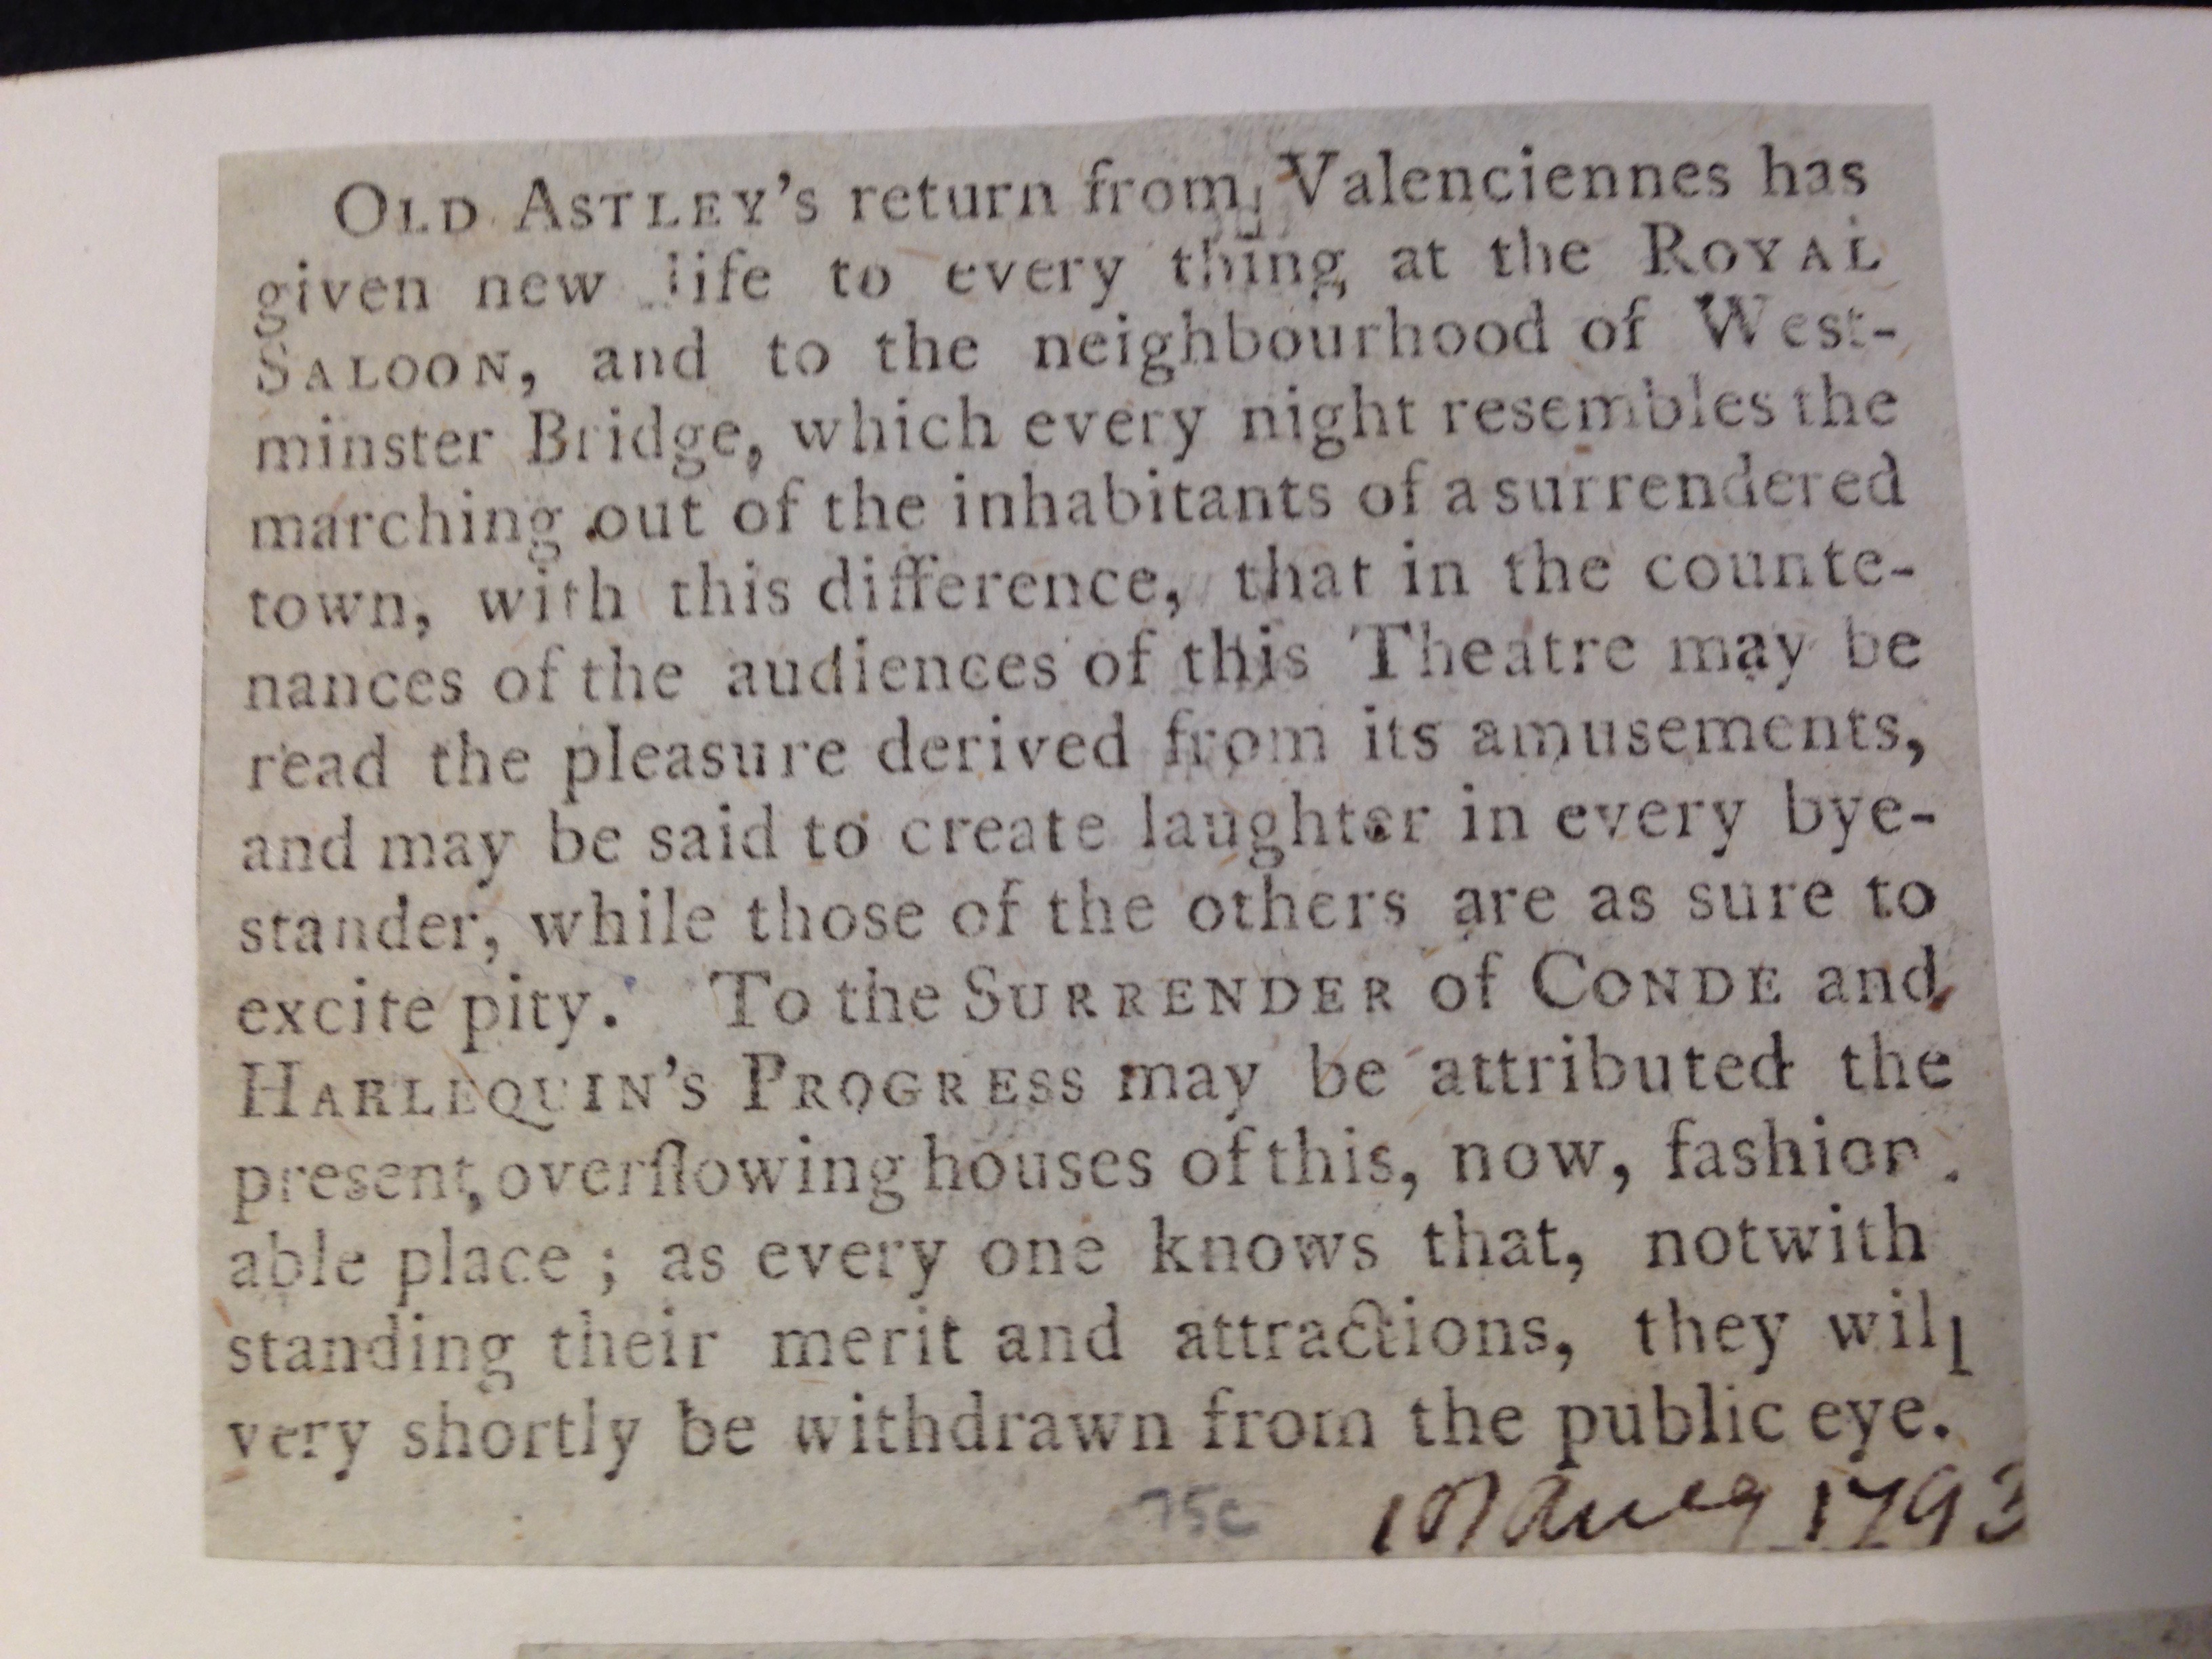 OLD ASTLEY's return from Valenciennes has
given new life to every thing at the ROYAL
SALOON, and to the neighbourhood of West-
minster Bridge, which every night resembles the
marching out of the inhabitants of a surrendered
town, with this difference, that in the counte-
nances of the audiences of this Theatre may be
read the pleasure derived from its amusements,
and may be said to create laughter in every bye-
stander, while those of the others are as sure to
excite pity. To the SURRENDER of CONDE and
HARLEQUIN'S PROGRESS may be attributed the
present, overflowing houses of this, now, fashion
able place; as every one knows that, notwith
standing their merit and attractions, they will
very shortly be withdrawn from the public eye.
75c Aug 1793